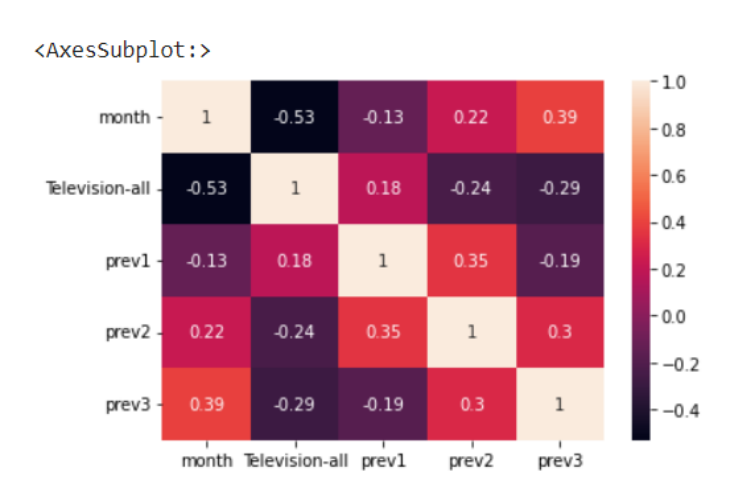 <AxesSubplot:>
1.0
month 1 -0.53 -0.13 0.22 0.39
0.8
Television-all -0.53 1 0.18 -0.24 -0.29
0.6
0.4
prev1 -0.13 0.18 1 0.35 -0.19
0.2
0.0
prev2 0.22 -0.24 0.35 1 0.3
−0.2
prev3 0.39 -0.29 -0.19 0.3 1
−0.4
month Television-all prev1 prev2 prev3